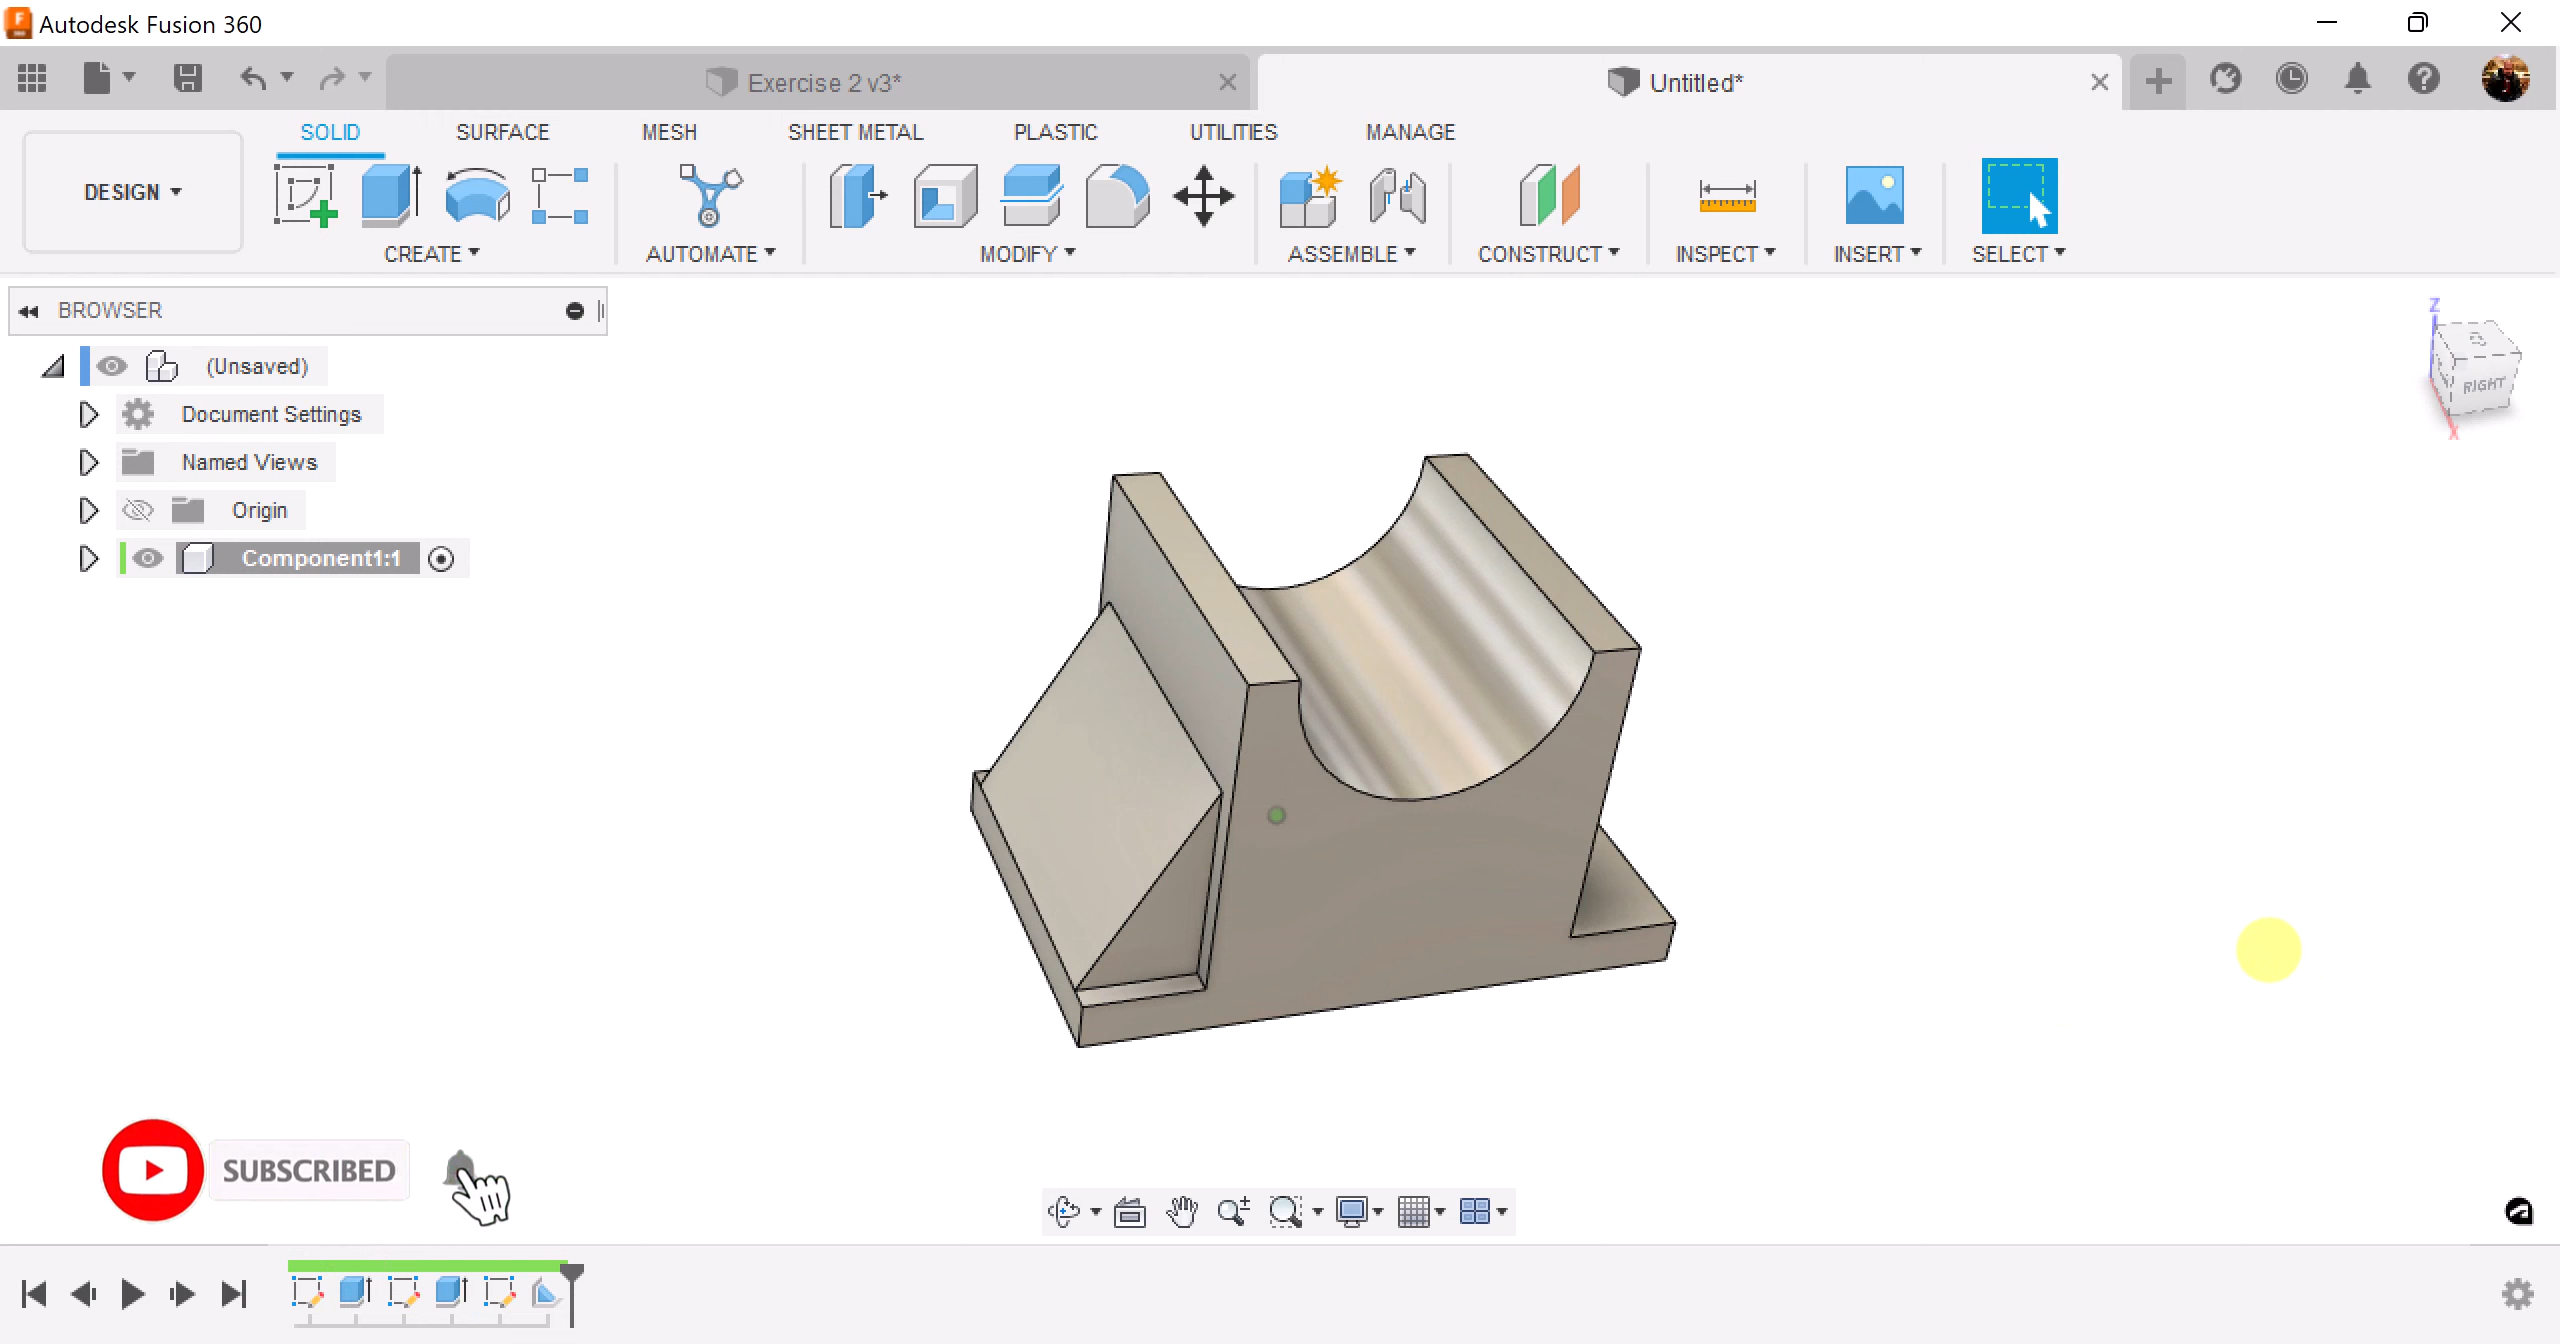 Autodesk Fusion 360
Exercise 2 v3*
Untitled*
DESIGN
SOLID
SURFACE
MESH
SHEET METAL
PLASTIC
UTILITIES
MANAGE
CREATE
AUTOMATE
MODIFY
ASSEMBLE
CONSTRUCT
INSPECT
INSERT
SELECT
BROWSER
(Unsaved)
Document Settings
Named Views
Origin
Component1:1
Z
RIGHT
X
SUBSCRIBED